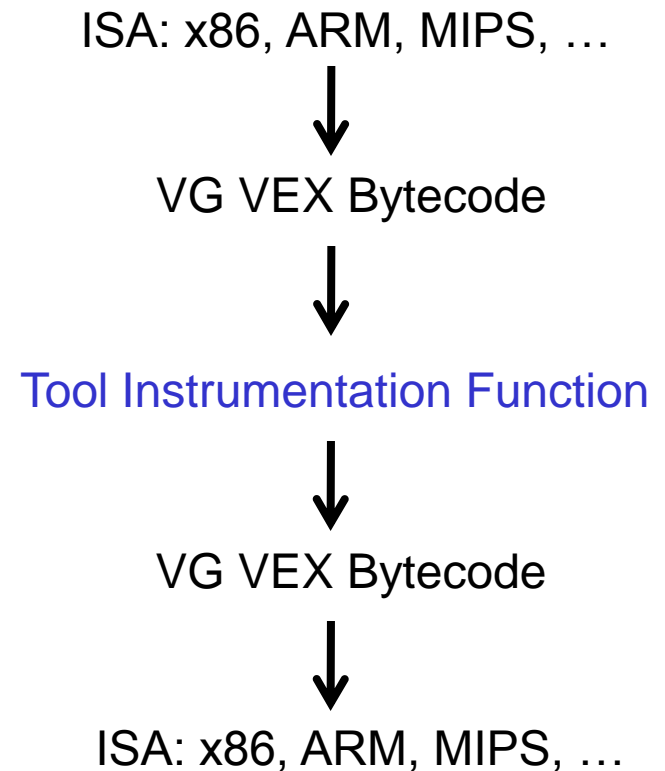 ISA: x86, ARM, MIPS, …
VG VEX Bytecode
Tool Instrumentation Function
VG VEX Bytecode
ISA: x86, ARM, MIPS, …